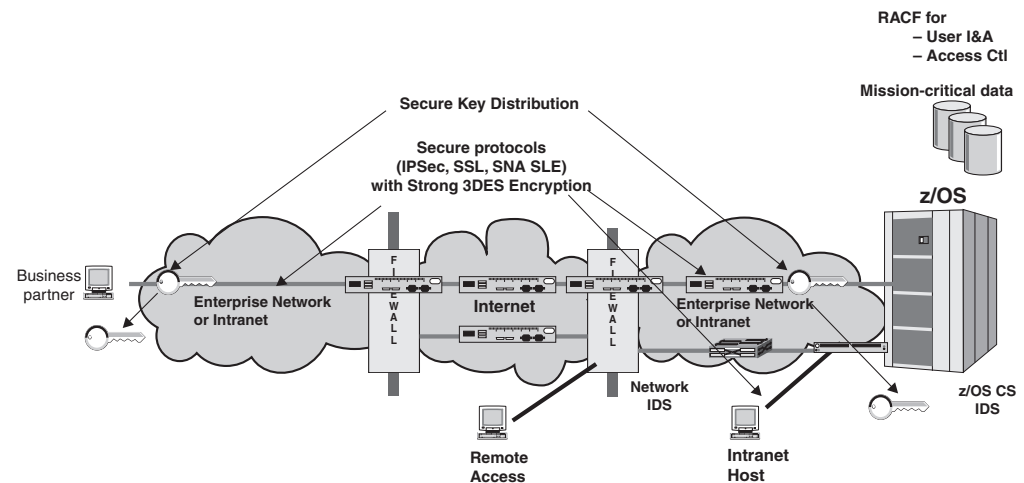 RACF for
– User I&A
– Access Ctl
Mission-critical data
Secure Key Distribution
Secure protocols
(IPSec, SSL, SNA SLE)
with Strong 3DES Encryption
z/OS
Business
partner
Enterprise Network
or Intranet
F
I
E
W
A
L
L
Internet
F
I
E
W
A
L
L
Enterprise Network
or Intranet
Network
IDS
z/OS CS
IDS
Remote
Access
Intranet
Host